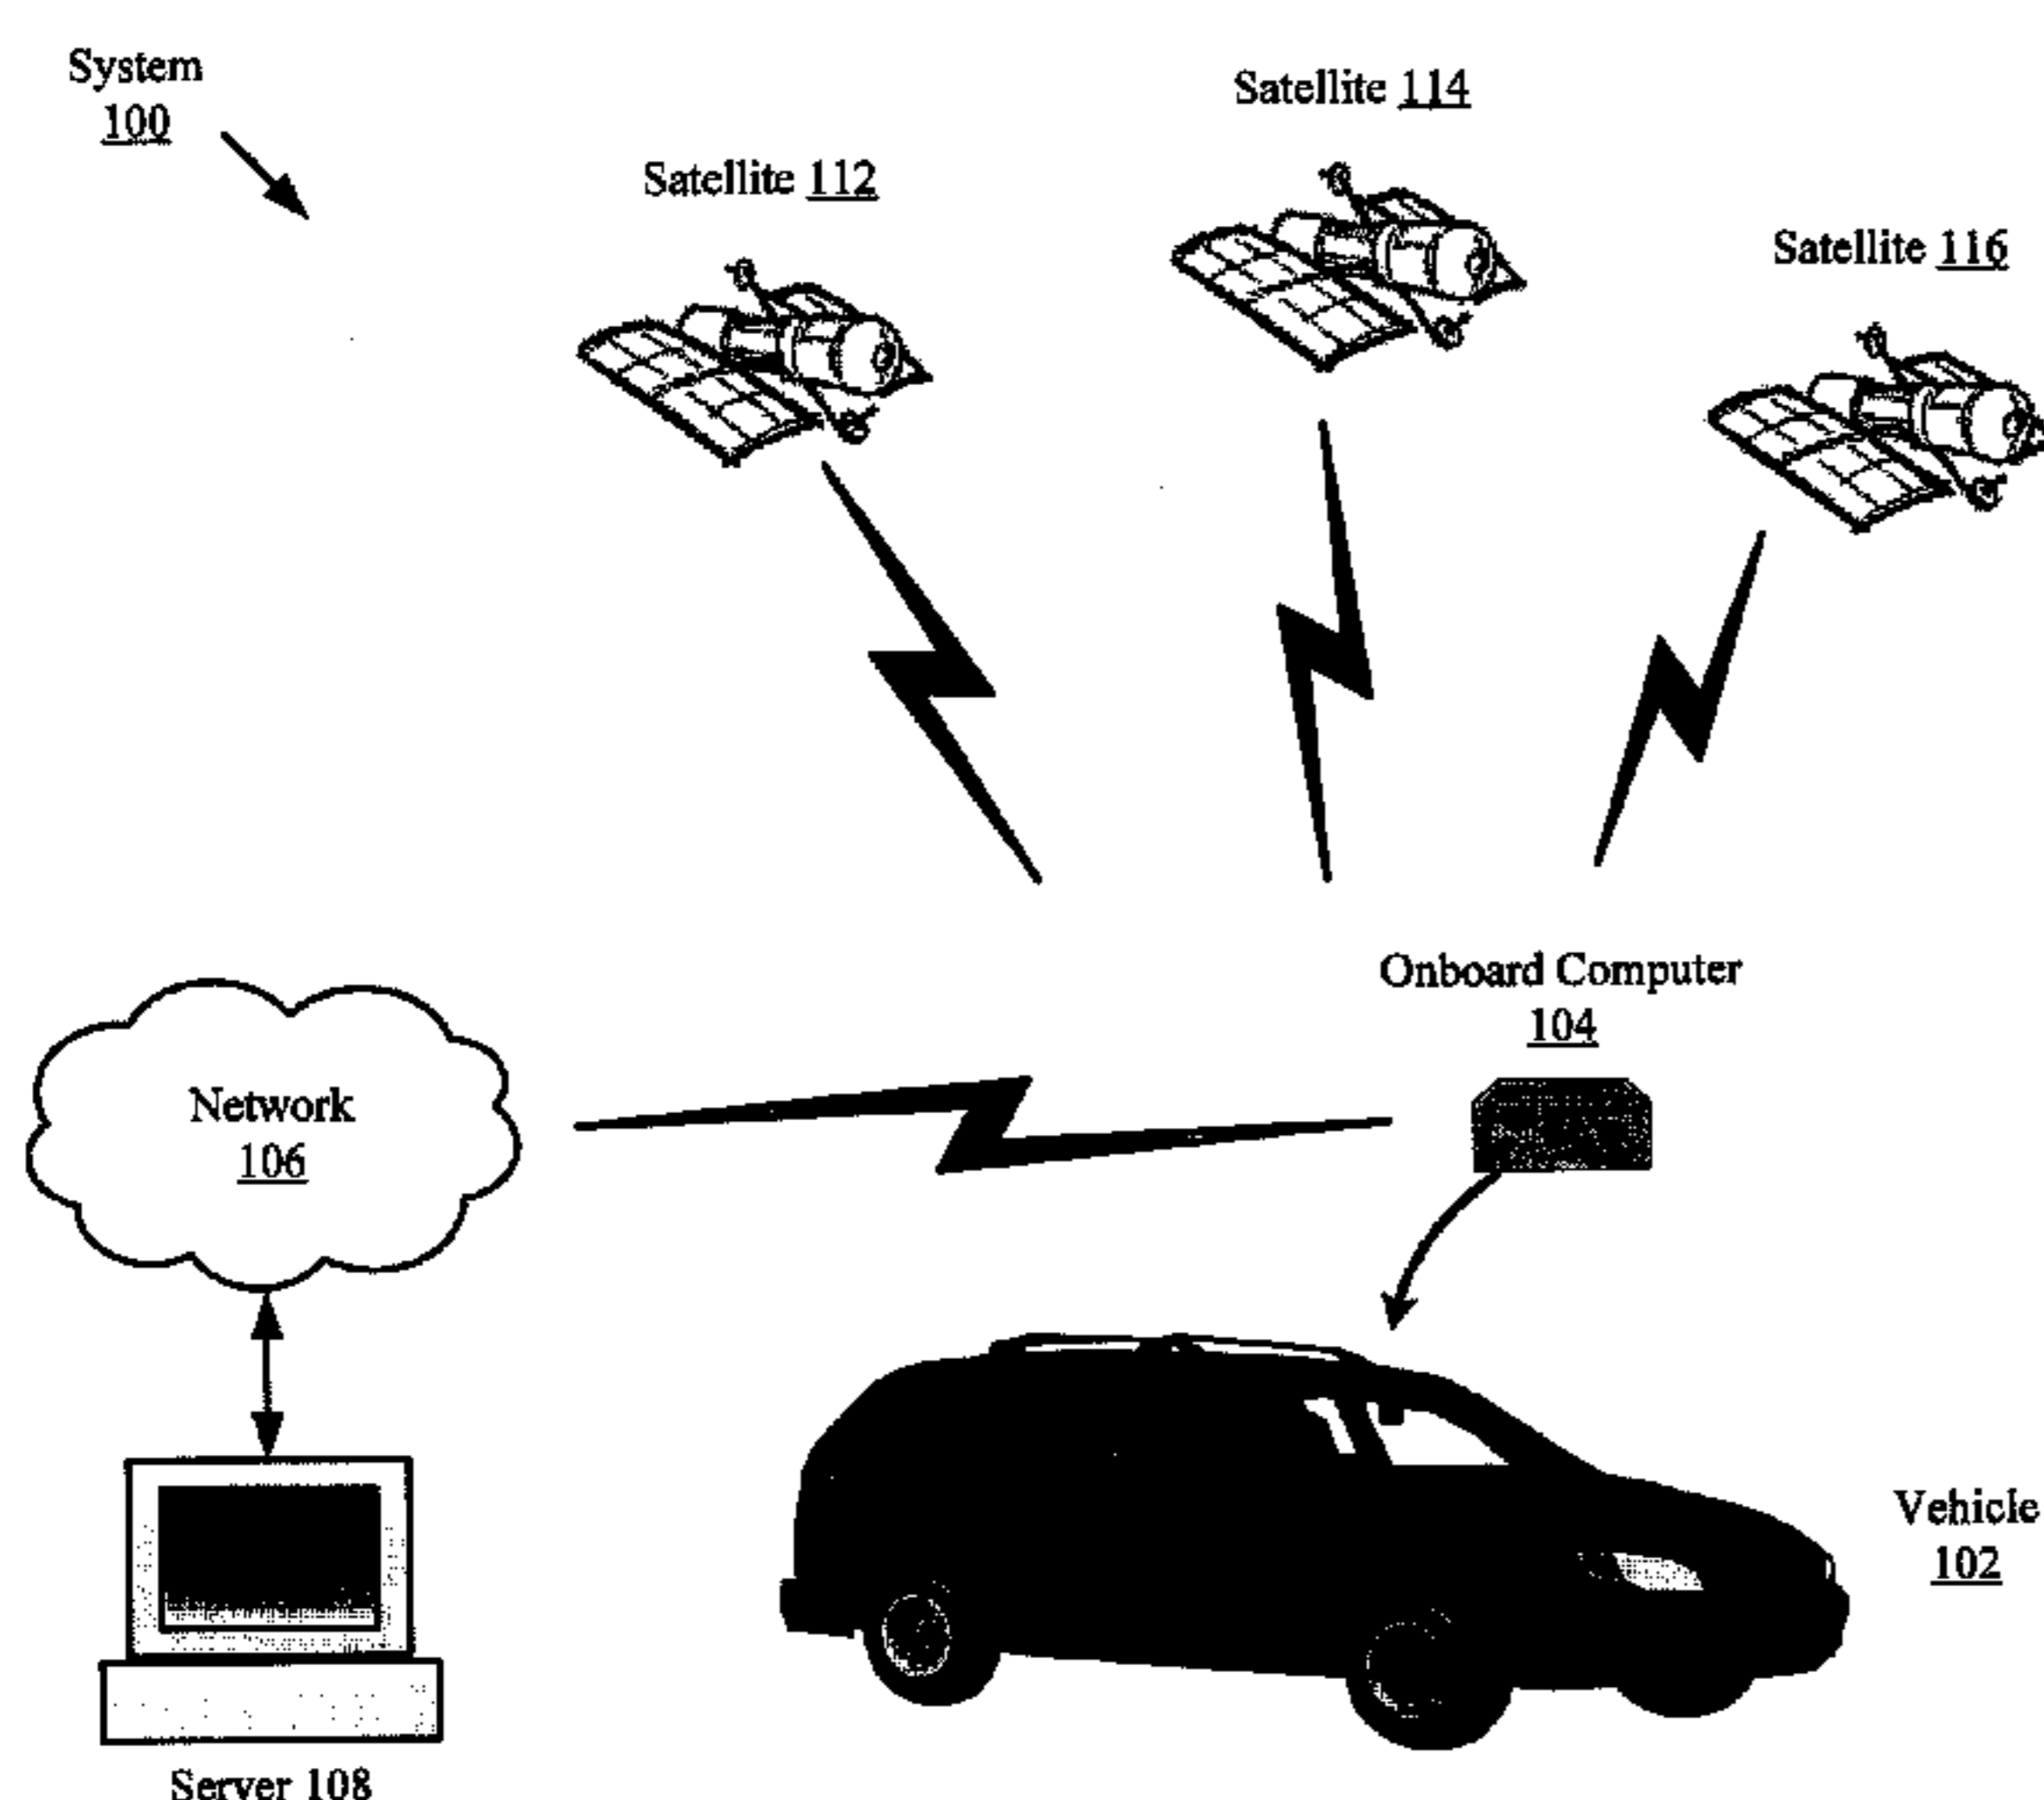 System
100
Satellite 112
Satellite 114
Satellite 116
Onboard Computer
104
Network
106
Vehicle
102
Server 108